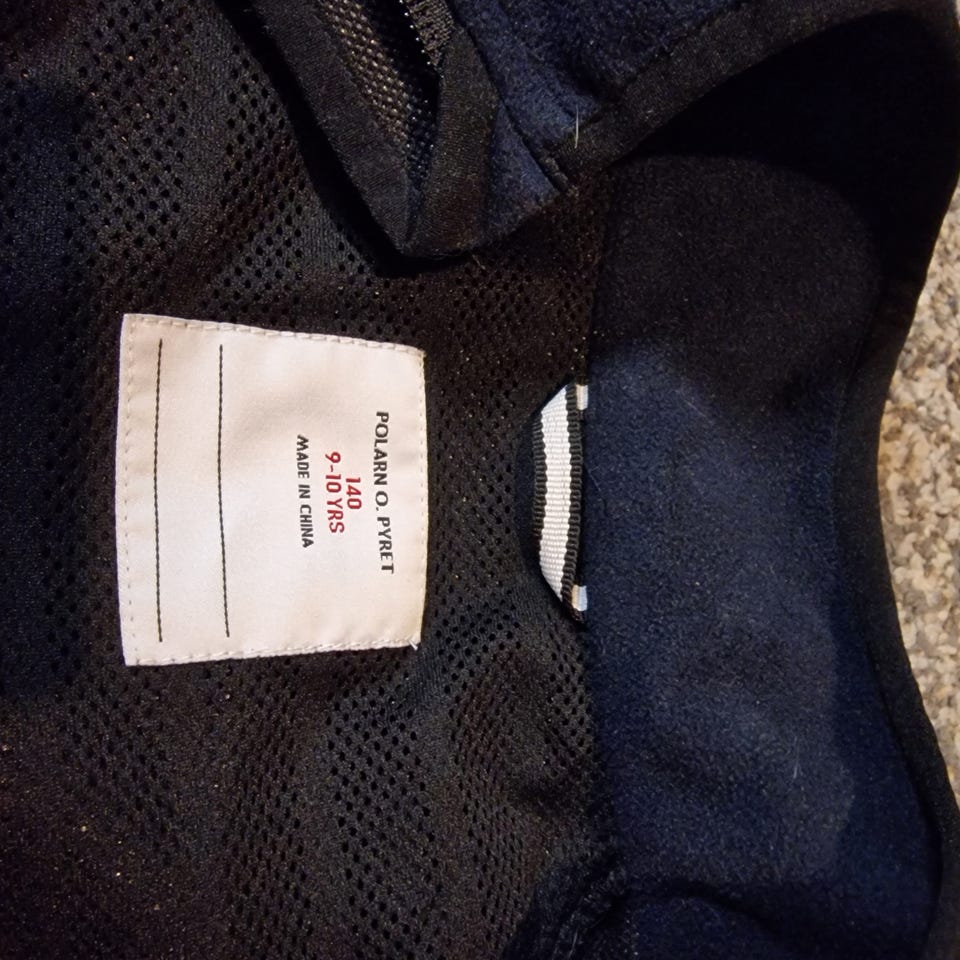 POLARN O. PYRET
140
9-10 YRS
MADE IN CHINA